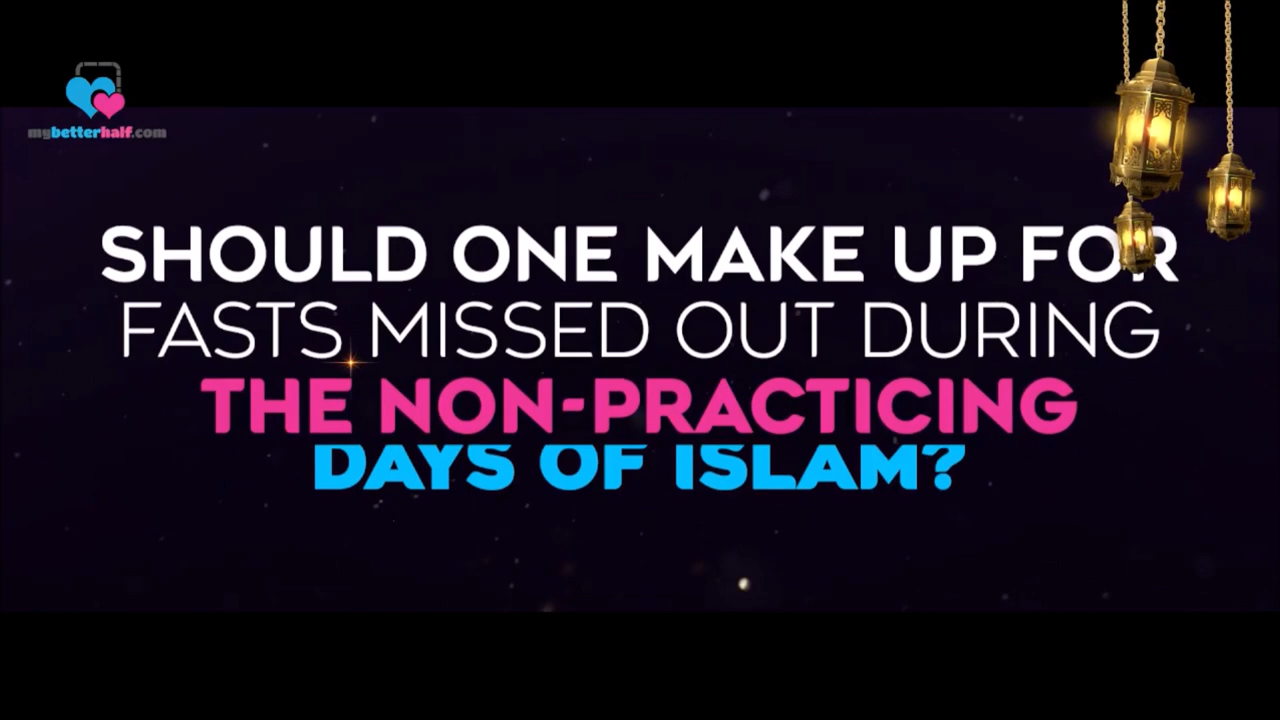 mybetterhalf.com
SHOULD ONE MAKE UP FOR
FASTS MISSED OUT DURING
THE NON-PRACTICING
DAYS OF ISLAM?